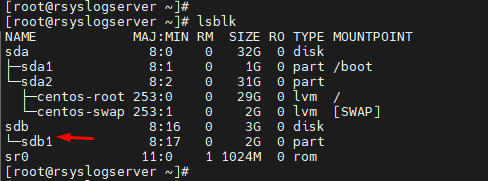 [root@rsyslogserver ~]#
[root@rsyslogserver ~]# lsblk
NAME            MAJ:MIN RM  SIZE RO TYPE MOUNTPOINT
sda               8:0    0   32G  0 disk
├─sda1            8:1    0    1G  0 part /boot
└─sda2            8:2    0   31G  0 part
  ├─centos-root 253:0    0   29G  0 lvm  /
  └─centos-swap 253:1    0    2G  0 lvm  [SWAP]
sdb               8:16   0    3G  0 disk
└─sdb1            8:17   0    2G  0 part
sr0              11:0    1 1024M  0 rom
[root@rsyslogserver ~]#